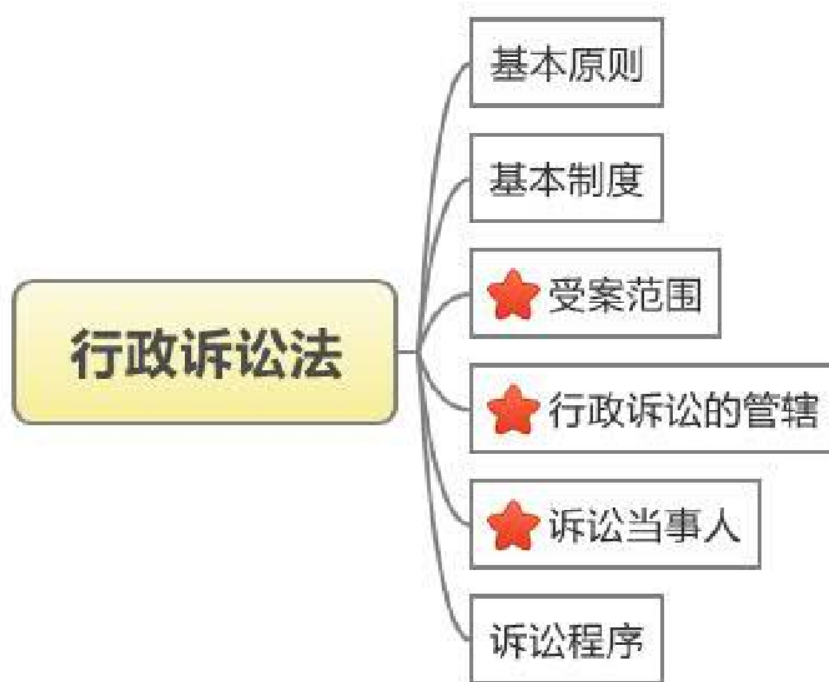 基本原则
基本制度
受案范围
行政诉讼法
行政诉讼的管辖
诉讼当事人
诉讼程序